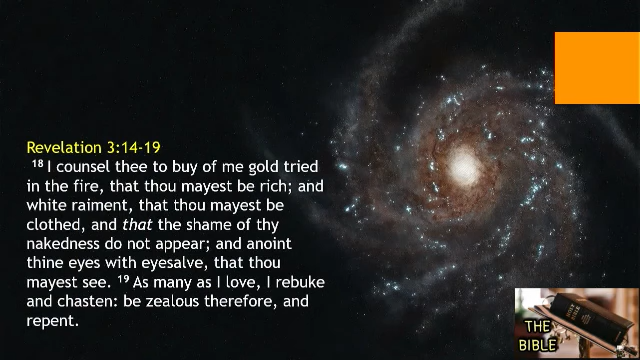 Revelation 3:14-19
18 I counsel thee to buy of me gold tried
in the fire, that thou mayest be rich; and
white raiment, that thou mayest be
clothed, and that the shame of thy
nakedness do not appear; and anoint
thine eyes with eyesalve, that thou
mayest see. 19 As many as I love, I rebuke
and chasten: be zealous therefore, and
repent.
THE
BIBLE
HOLY BIBLE